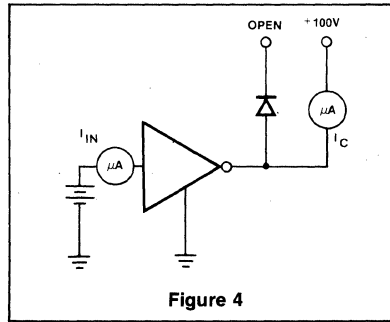 OPEN
+100V
μA
I_C
I_IN
μA
Figure 4